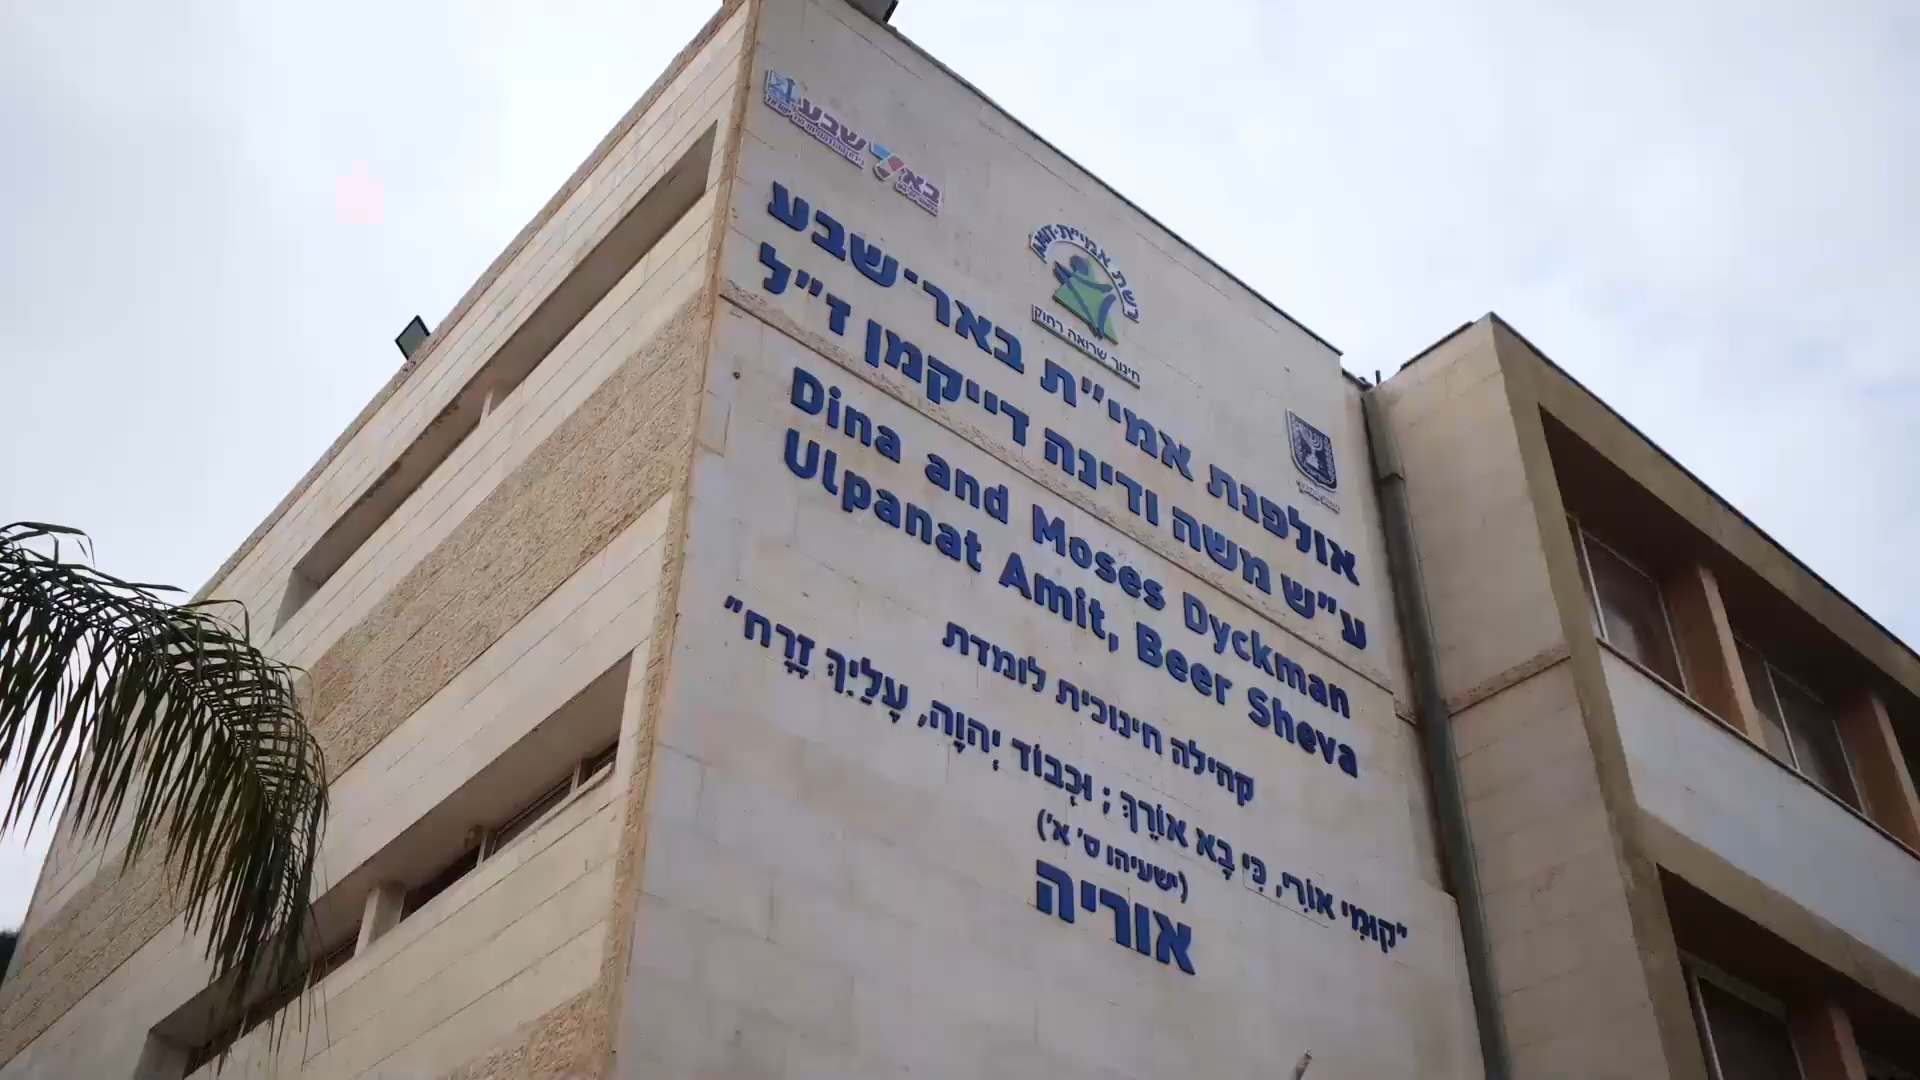 באר שבע
רשת אמי״ת·AMIT
חינוך שרואה רחוק
אולפנת אמי״ת באר־שבע
ע״ש משה ודינה דייקמן ז״ל
Dina and Moses Dyckman
Ulpanat Amit, Beer Sheva
קהילה חינוכית לומדת
״קוּמִי אוֹרִי, כִּי בָא אוֹרֵךְ; וּכְבוֹד יְהוָה, עָלַיִךְ זָרָח״
(ישעיהו ס׳ א׳)
אוריה